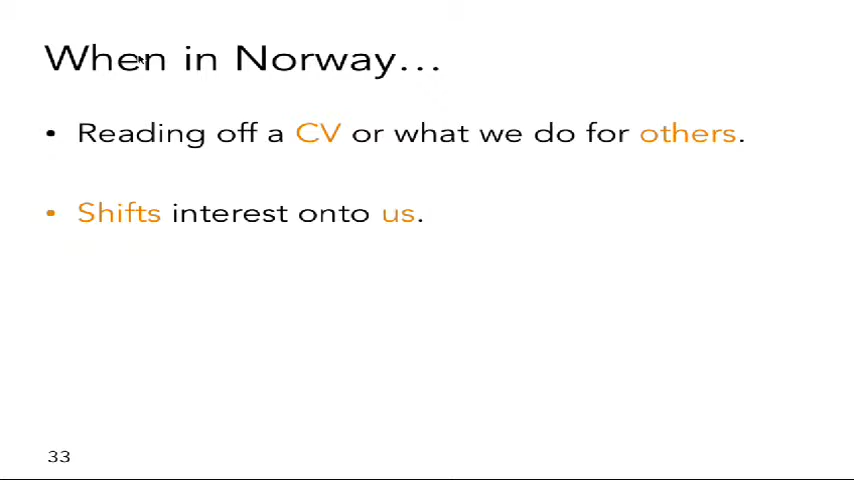 When in Norway…
• Reading off a CV or what we do for others.
• Shifts interest onto us.
33